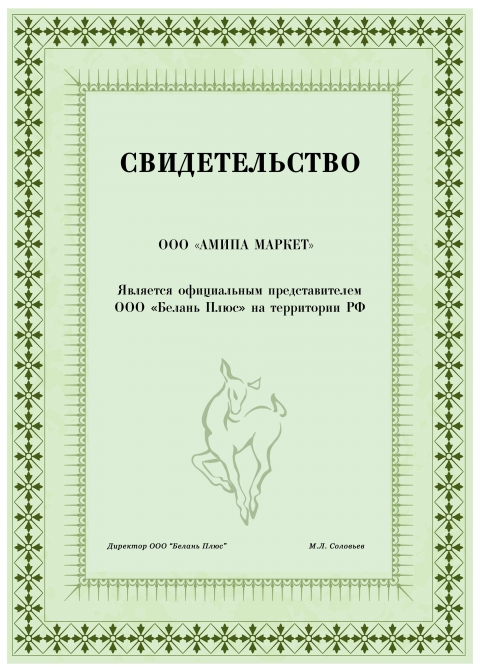 СВИДЕТЕЛЬСТВО
ООО «АМИПА МАРКЕТ»
Является официальным представителем
ООО «Белань Плюс» на территории РФ
Директор ООО "Белань Плюс"
М.Л. Соловьев